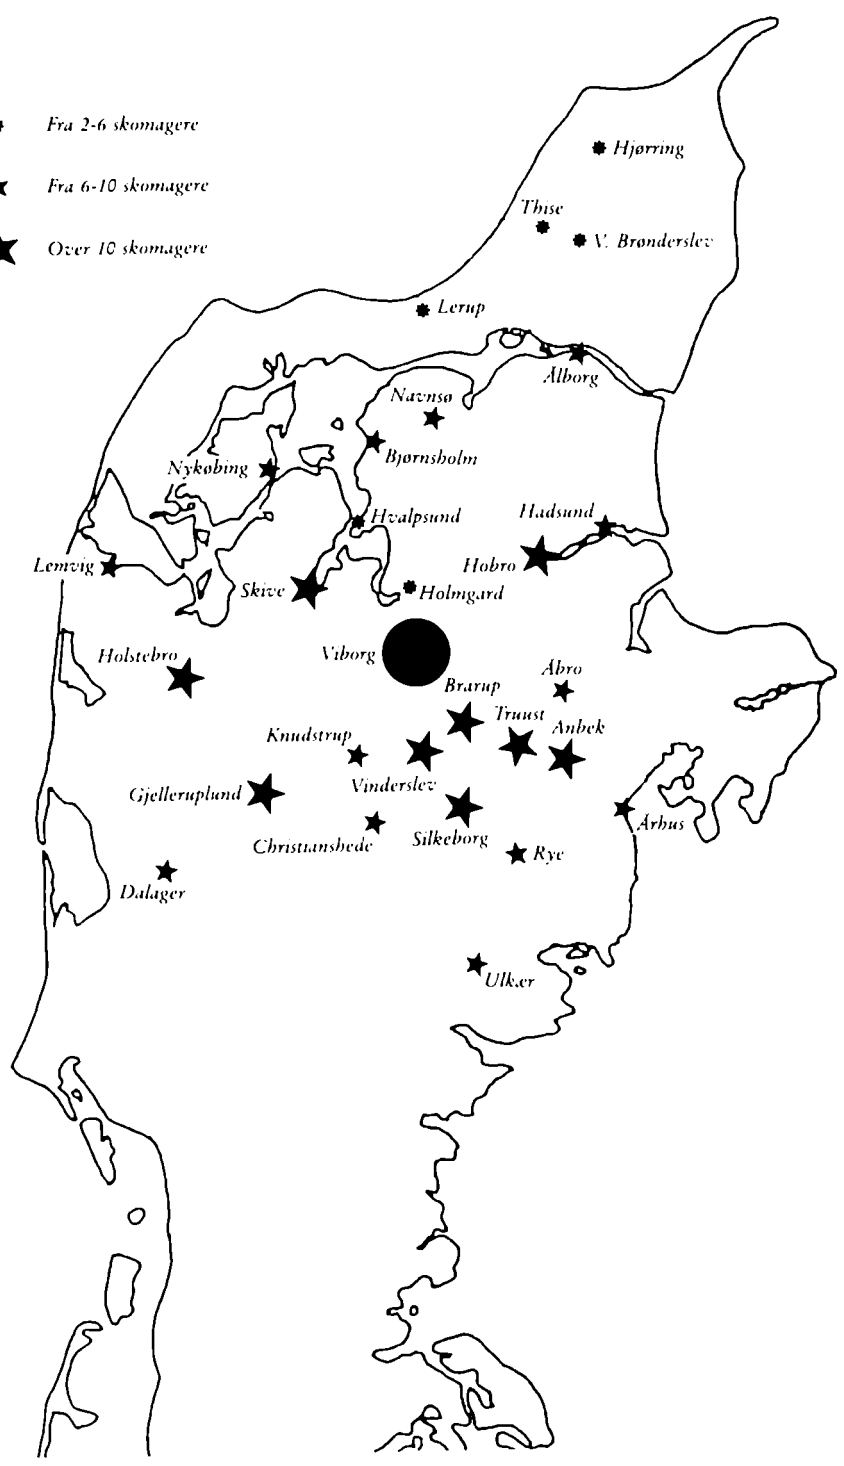 Fra 2-6 skomagere
Fra 6-10 skomagere
Over 10 skomagere
Hjørring
Thise
V. Brønderslev
Lerup
Ålborg
Navnsø
Bjørnsholm
Nykøbing
Hvalpsund
Hadsund
Lemvig
Hobro
Skive
Holmgard
Viborg
Holstebro
Åbro
Brarup
Truust
Anbek
Knudstrup
Vinderslev
Gjelleruplund
Århus
Silkeborg
Christianshede
Rye
Dalager
Ulkær